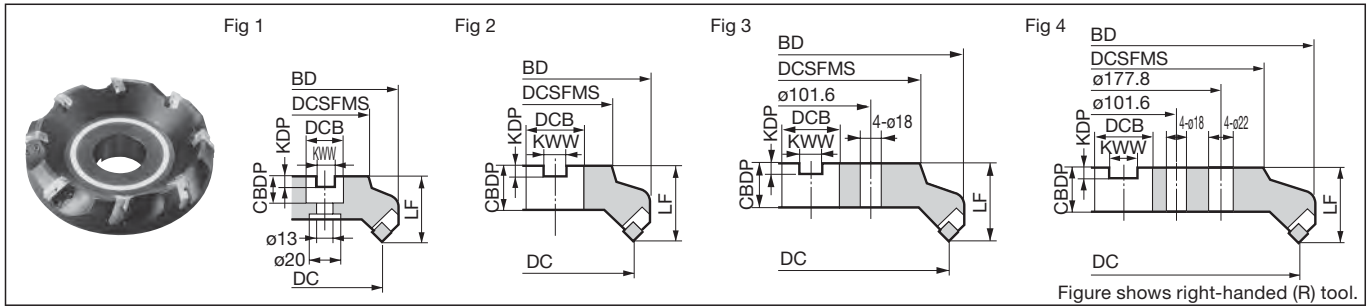 Fig 1
BD
DCSFMS
DCB
KWW
KDP
CBDP
LF
ø13
ø20
DC
Fig 2
BD
DCSFMS
DCB
KWW
KDP
CBDP
LF
DC
Fig 3
BD
DCSFMS
ø101.6
DCB
4-ø18
KWW
KDP
CBDP
LF
DC
Fig 4
BD
DCSFMS
ø177.8
ø101.6
DCB
4-ø18
4-ø22
KWW
KDP
CBDP
LF
DC
Figure shows right-handed (R) tool.